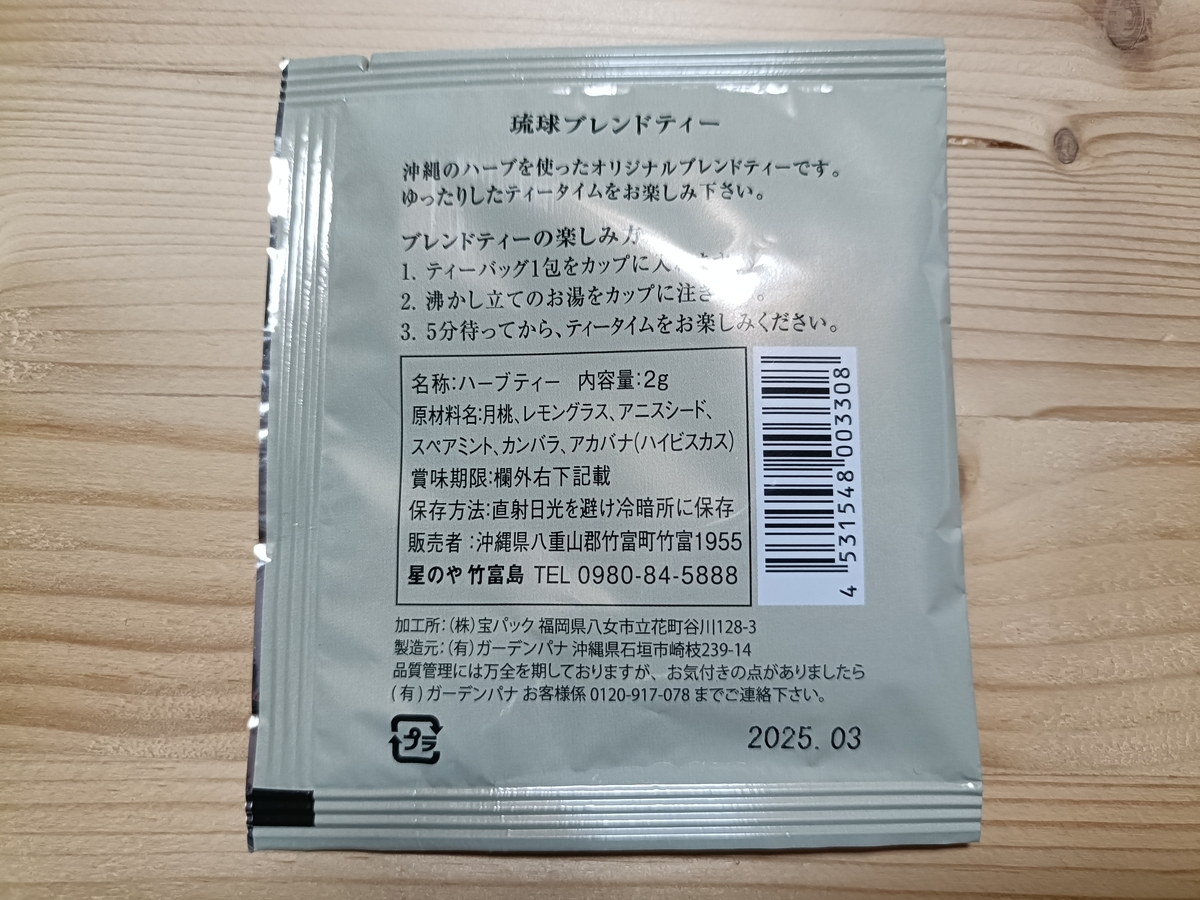 琉球ブレンドティー
沖縄のハーブを使ったオリジナルブレンドティーです。
ゆったりしたティータイムをお楽しみ下さい。
ブレンドティーの楽しみ方
1. ティーバッグ1包をカップに入れ
2. 沸かし立てのお湯をカップに注ぎ
3. 5分待ってから、ティータイムをお楽しみください。
名称:ハーブティー 内容量:2g
原材料名:月桃、レモングラス、アニスシード、
スペアミント、カンバラ、アカバナ(ハイビスカス)
賞味期限:欄外右下記載
保存方法:直射日光を避け冷暗所に保存
販売者:沖縄県八重山郡竹富町竹富1955
星のや 竹富島 TEL 0980-84-5888
4 531548 003308
加工所:(株)宝パック 福岡県八女市立花町谷川128-3
製造元:(有)ガーデンパナ 沖縄県石垣市崎枝239-14
品質管理には万全を期しておりますが、お気付きの点がありましたら
(有)ガーデンパナ お客様係 0120-917-078 までご連絡下さい。
プラ
2025. 03